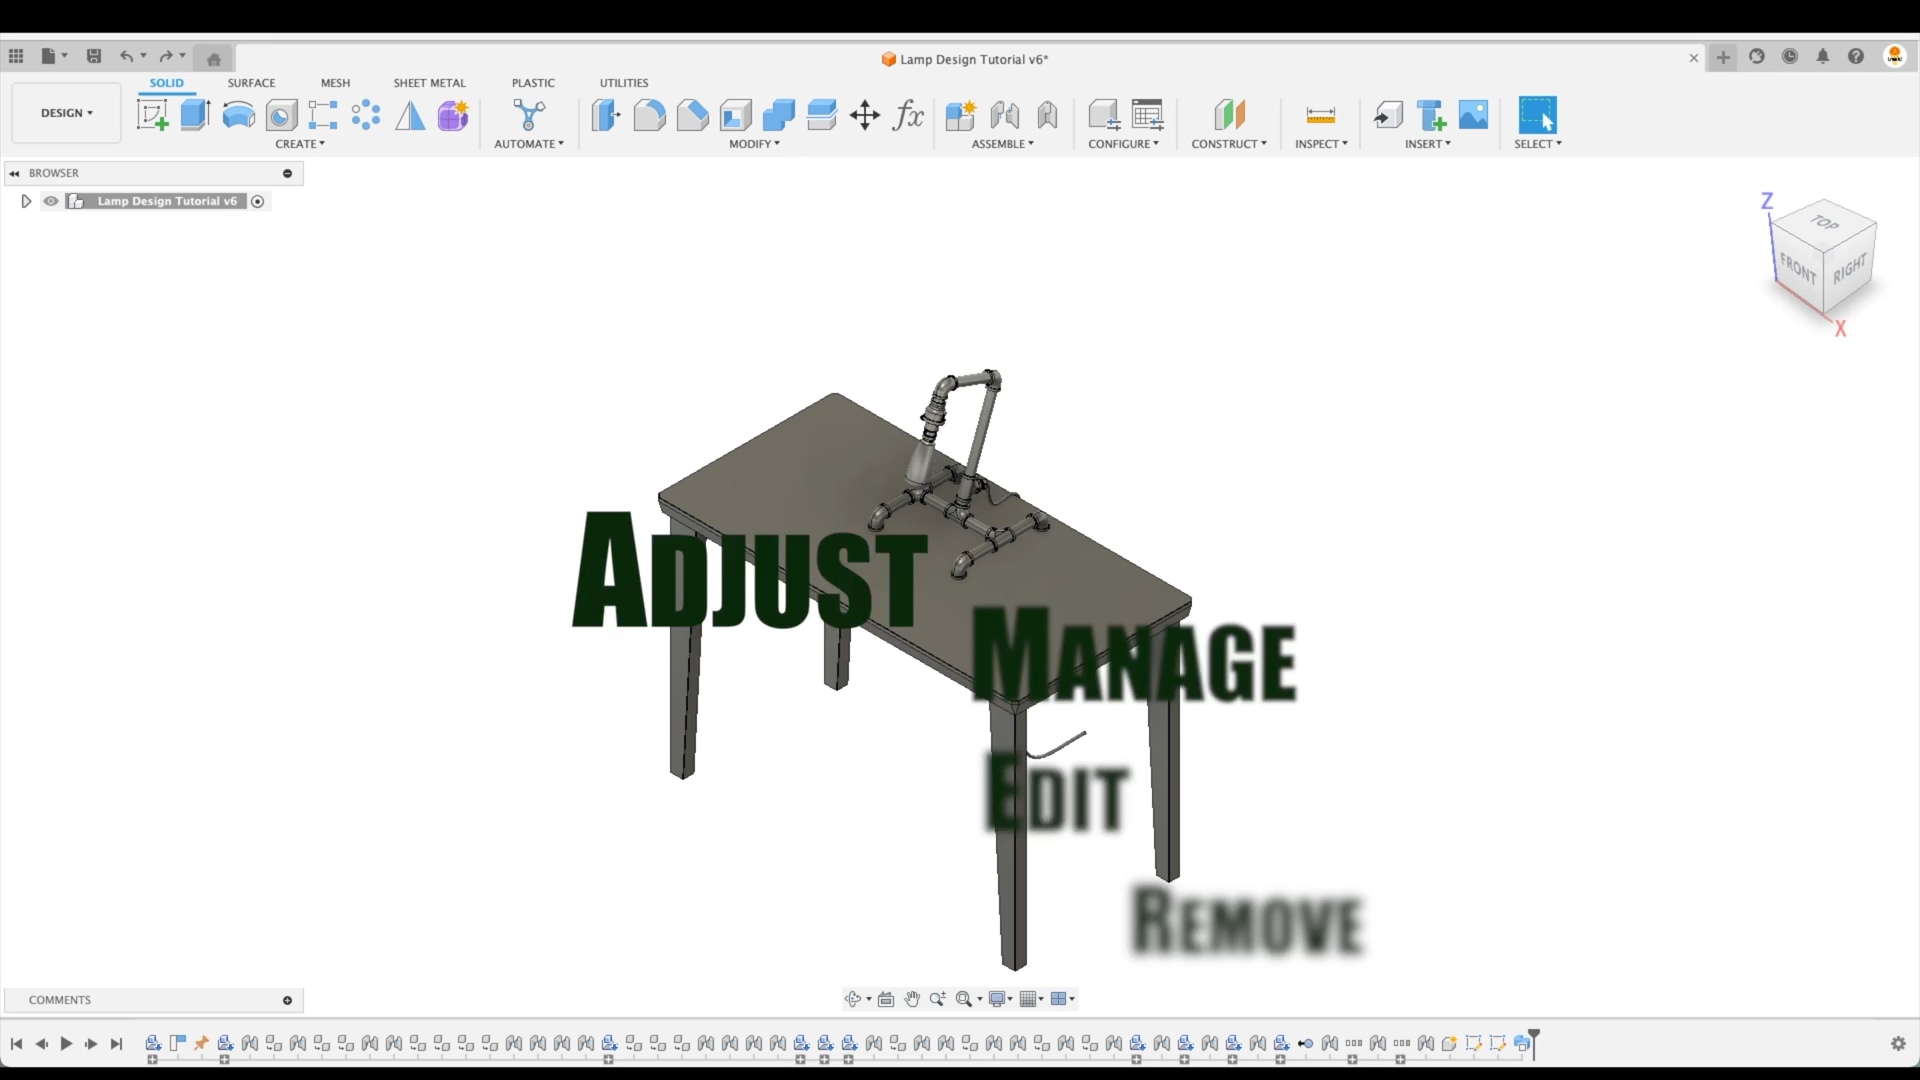 Lamp Design Tutorial v6*
SOLID SURFACE MESH SHEET METAL PLASTIC UTILITIES
DESIGN
CREATE AUTOMATE MODIFY ASSEMBLE CONFIGURE CONSTRUCT INSPECT INSERT SELECT
fx
BROWSER
Lamp Design Tutorial v6
Z
TOP
FRONT RIGHT
X
ADJUST
MANAGE
EDIT
REMOVE
COMMENTS